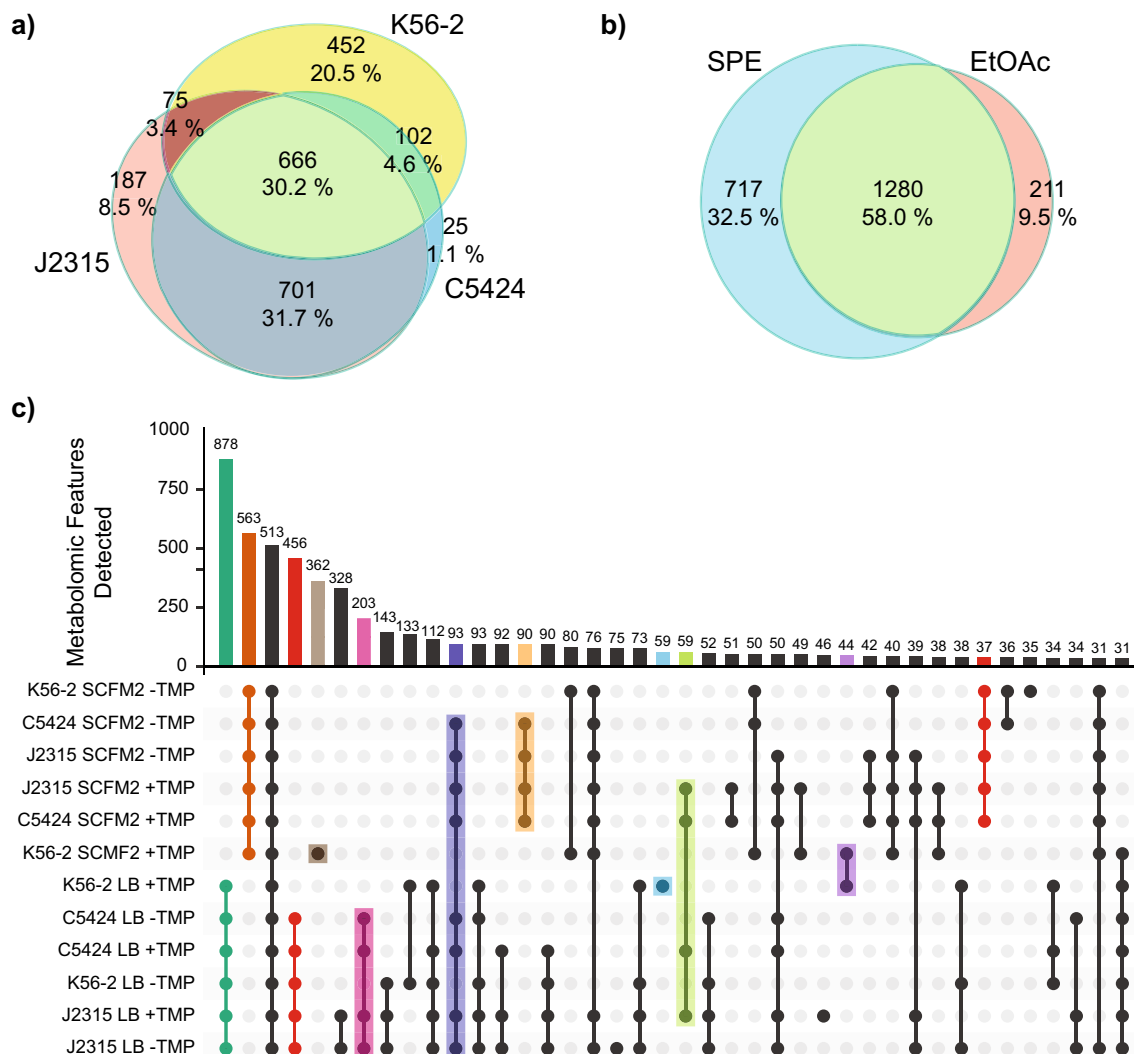 a)
K56-2
452
20.5 %
75
3.4 %
102
4.6 %
666
30.2 %
187
8.5 %
25
1.1 %
J2315
C5424
701
31.7 %
b)
SPE
EtOAc
717
32.5 %
1280
58.0 %
211
9.5 %
c)
Metabolomic Features
Detected
1000
750
500
250
0
878 563 513 456 362 328 203 143 133 112 93 93 92 90 90 80 76 75 73 59 59 52 51 50 50 49 46 44 42 40 39 38 38 37 36 35 34 34 31 31
K56-2 SCFM2 -TMP
C5424 SCFM2 -TMP
J2315 SCFM2 -TMP
J2315 SCFM2 +TMP
C5424 SCFM2 +TMP
K56-2 SCMF2 +TMP
K56-2 LB +TMP
C5424 LB -TMP
C5424 LB +TMP
K56-2 LB -TMP
J2315 LB +TMP
J2315 LB -TMP